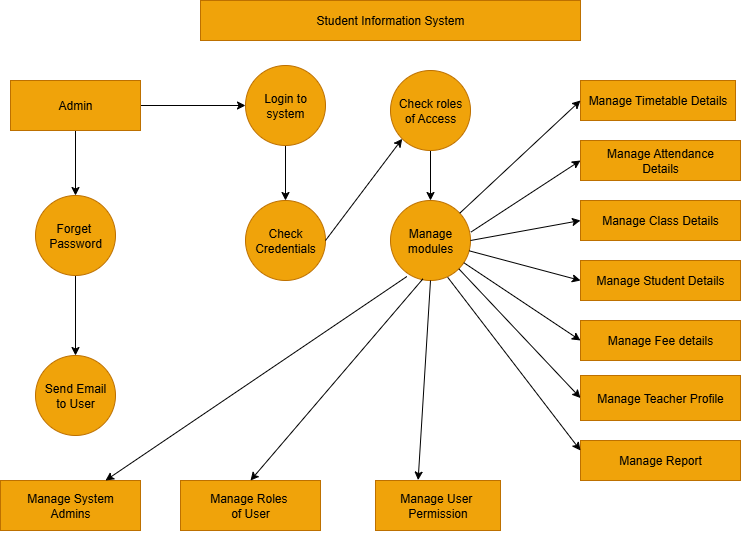 Student Information System
Admin
Login to
system
Check roles
of Access
Manage Timetable Details
Manage Attendance
Details
Forget
Password
Check
Credentials
Manage
modules
Manage Class Details
Manage Student Details
Manage Fee details
Send Email
to User
Manage Teacher Profile
Manage Report
Manage System
Admins
Manage Roles
of User
Manage User
Permission